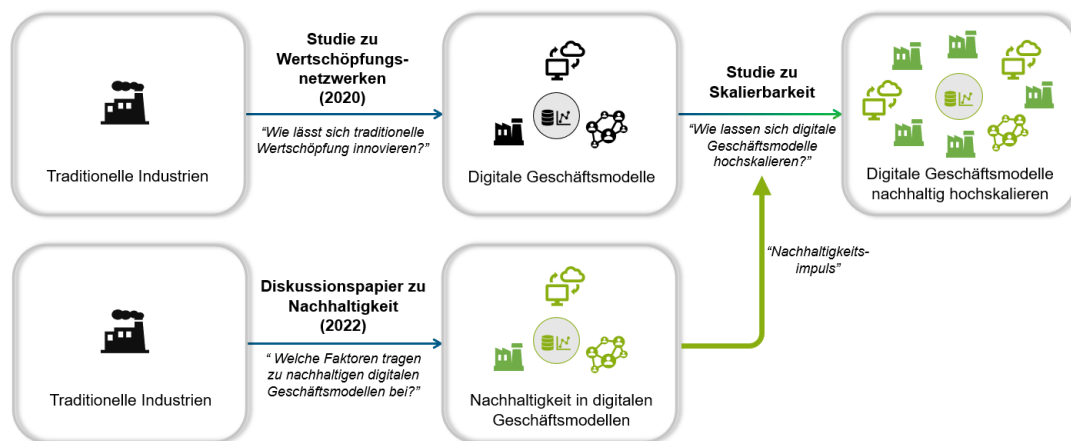 Studie zu
Wertschöpfungs-
netzwerken
(2020)
“Wie lässt sich traditionelle
Wertschöpfung innovieren?”
Traditionelle Industrien
Digitale Geschäftsmodelle
Studie zu
Skalierbarkeit
“Wie lassen sich digitale
Geschäftsmodelle
hochskalieren?”
Digitale Geschäftsmodelle
nachhaltig hochskalieren
“Nachhaltigkeits-
impuls”
Diskussionspapier zu
Nachhaltigkeit
(2022)
“ Welche Faktoren tragen
zu nachhaltigen digitalen
Geschäftsmodellen bei?”
Traditionelle Industrien
Nachhaltigkeit in digitalen
Geschäftsmodellen